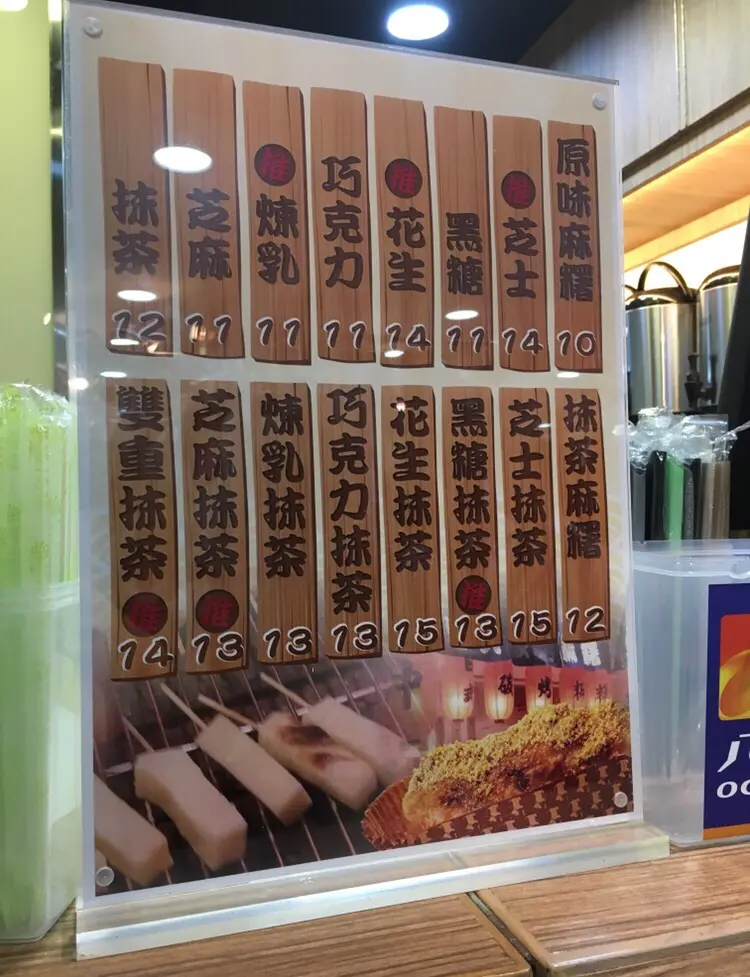 原味麻糬
10
推
芝士
14
黑糖
11
推
花生
14
巧克力
11
推
煉乳
11
芝麻
11
抹茶
12
抹茶麻糬
12
芝士抹茶
15
黑糖抹茶
推
13
花生抹茶
15
巧克力抹茶
13
煉乳抹茶
13
芝麻抹茶
推
13
雙重抹茶
推
14